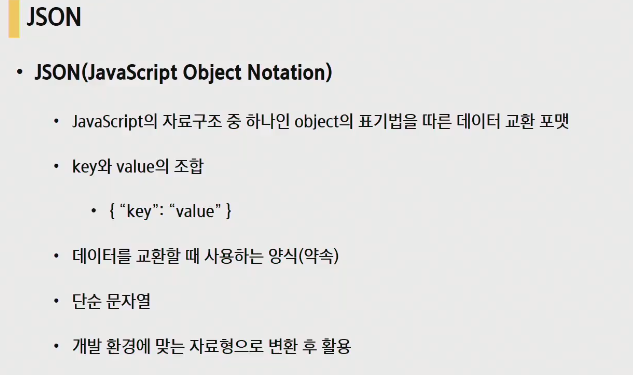 JSON
• JSON(JavaScript Object Notation)
• JavaScript의 자료구조 중 하나인 object의 표기법을 따른 데이터 교환 포맷
• key와 value의 조합
• { “key”: “value” }
• 데이터를 교환할 때 사용하는 양식(약속)
• 단순 문자열
• 개발 환경에 맞는 자료형으로 변환 후 활용